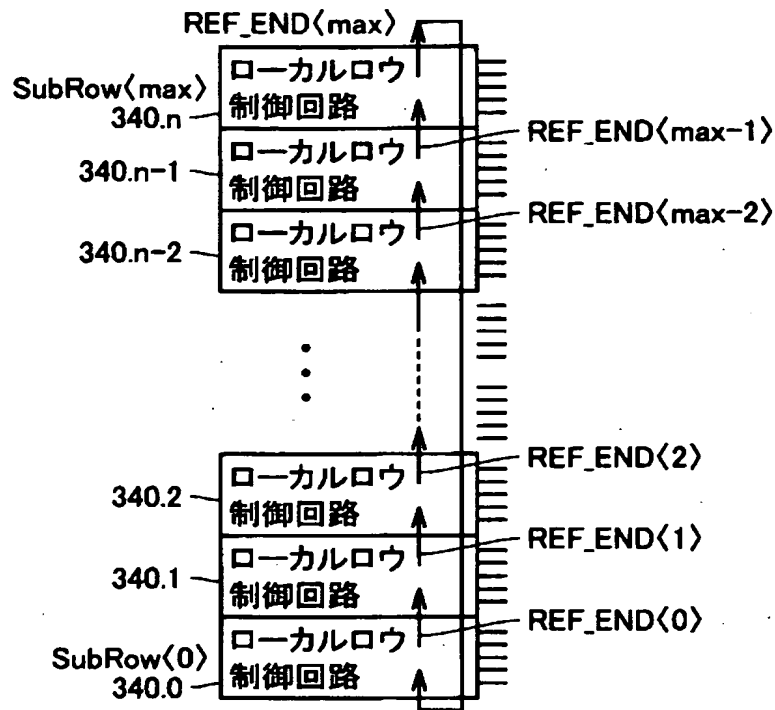 REF_END〈max〉
SubRow〈max〉
340.n
ローカルロウ
制御回路
REF_END〈max-1〉
340.n-1
ローカルロウ
制御回路
REF_END〈max-2〉
340.n-2
ローカルロウ
制御回路
REF_END〈2〉
340.2
ローカルロウ
制御回路
REF_END〈1〉
340.1
ローカルロウ
制御回路
REF_END〈0〉
SubRow〈0〉
340.0
ローカルロウ
制御回路